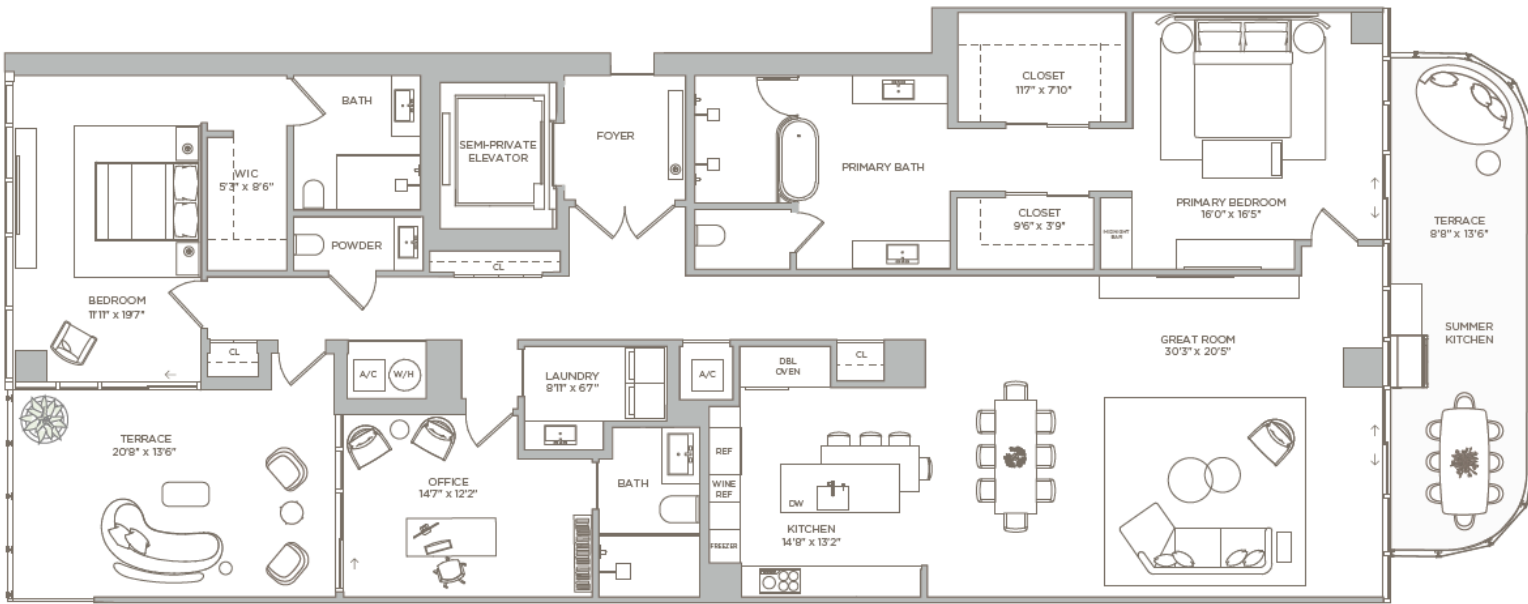 CLOSET
11'7" x 7'10"
BATH
FOYER
SEMI-PRIVATE
ELEVATOR
PRIMARY BATH
WIC
5'3" x 8'6"
PRIMARY BEDROOM
16'0" x 16'5"
CLOSET
9'6" x 3'9"
MIDNIGHT
BAR
TERRACE
8'8" x 13'6"
POWDER
CL
BEDROOM
11'11" x 19'7"
SUMMER
KITCHEN
GREAT ROOM
30'3" x 20'5"
CL
A/C
W/H
LAUNDRY
8'11" x 6'7"
A/C
DBL
OVEN
CL
TERRACE
20'8" x 13'6"
OFFICE
14'7" x 12'2"
BATH
REF
WINE
REF
DW
KITCHEN
14'8" x 13'2"
FREEZER